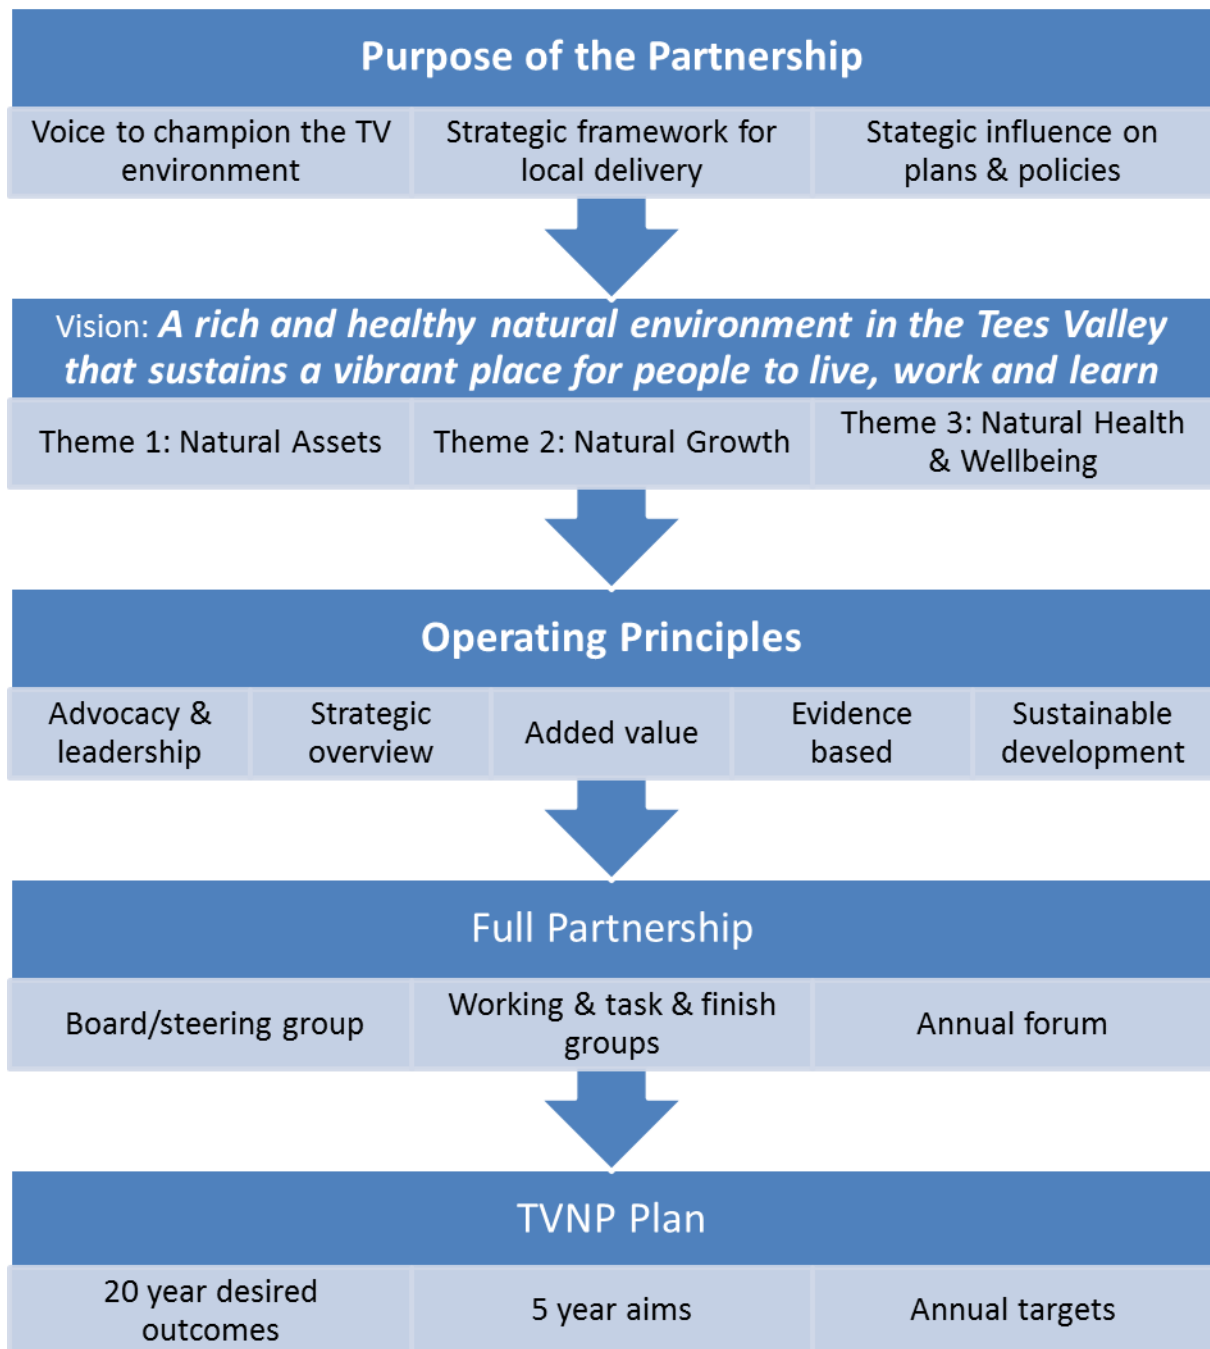 Purpose of the Partnership
Voice to champion the TV
environment
Strategic framework for
local delivery
Stategic influence on
plans & policies
Vision: A rich and healthy natural environment in the Tees Valley
that sustains a vibrant place for people to live, work and learn
Theme 1: Natural Assets
Theme 2: Natural Growth
Theme 3: Natural Health
& Wellbeing
Operating Principles
Advocacy &
leadership
Strategic
overview
Added value
Evidence
based
Sustainable
development
Full Partnership
Board/steering group
Working & task & finish
groups
Annual forum
TVNP Plan
20 year desired
outcomes
5 year aims
Annual targets